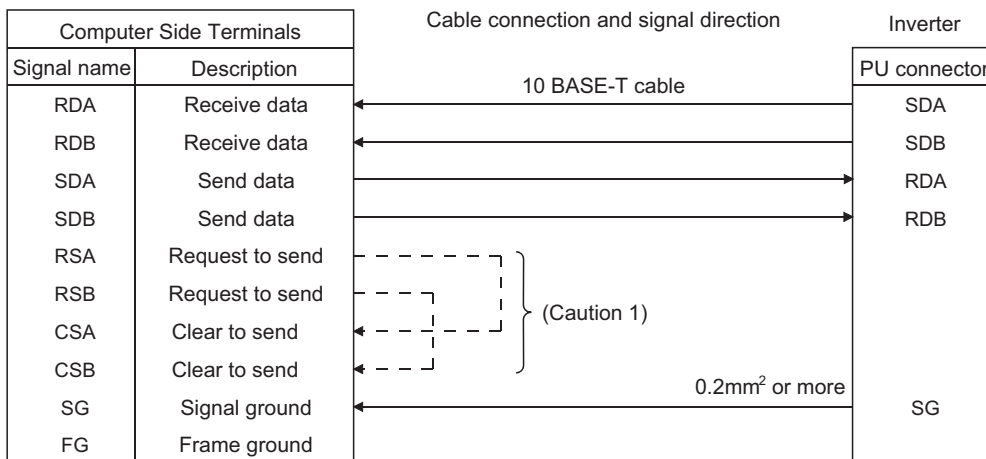 Cable connection and signal direction
Inverter
Computer Side Terminals
Signal name Description PU connector
10 BASE-T cable
RDA Receive data SDA
RDB Receive data SDB
SDA Send data RDA
SDB Send data RDB
RSA Request to send
RSB Request to send
(Caution 1)
CSA Clear to send
CSB Clear to send
0.2mm² or more
SG Signal ground SG
FG Frame ground